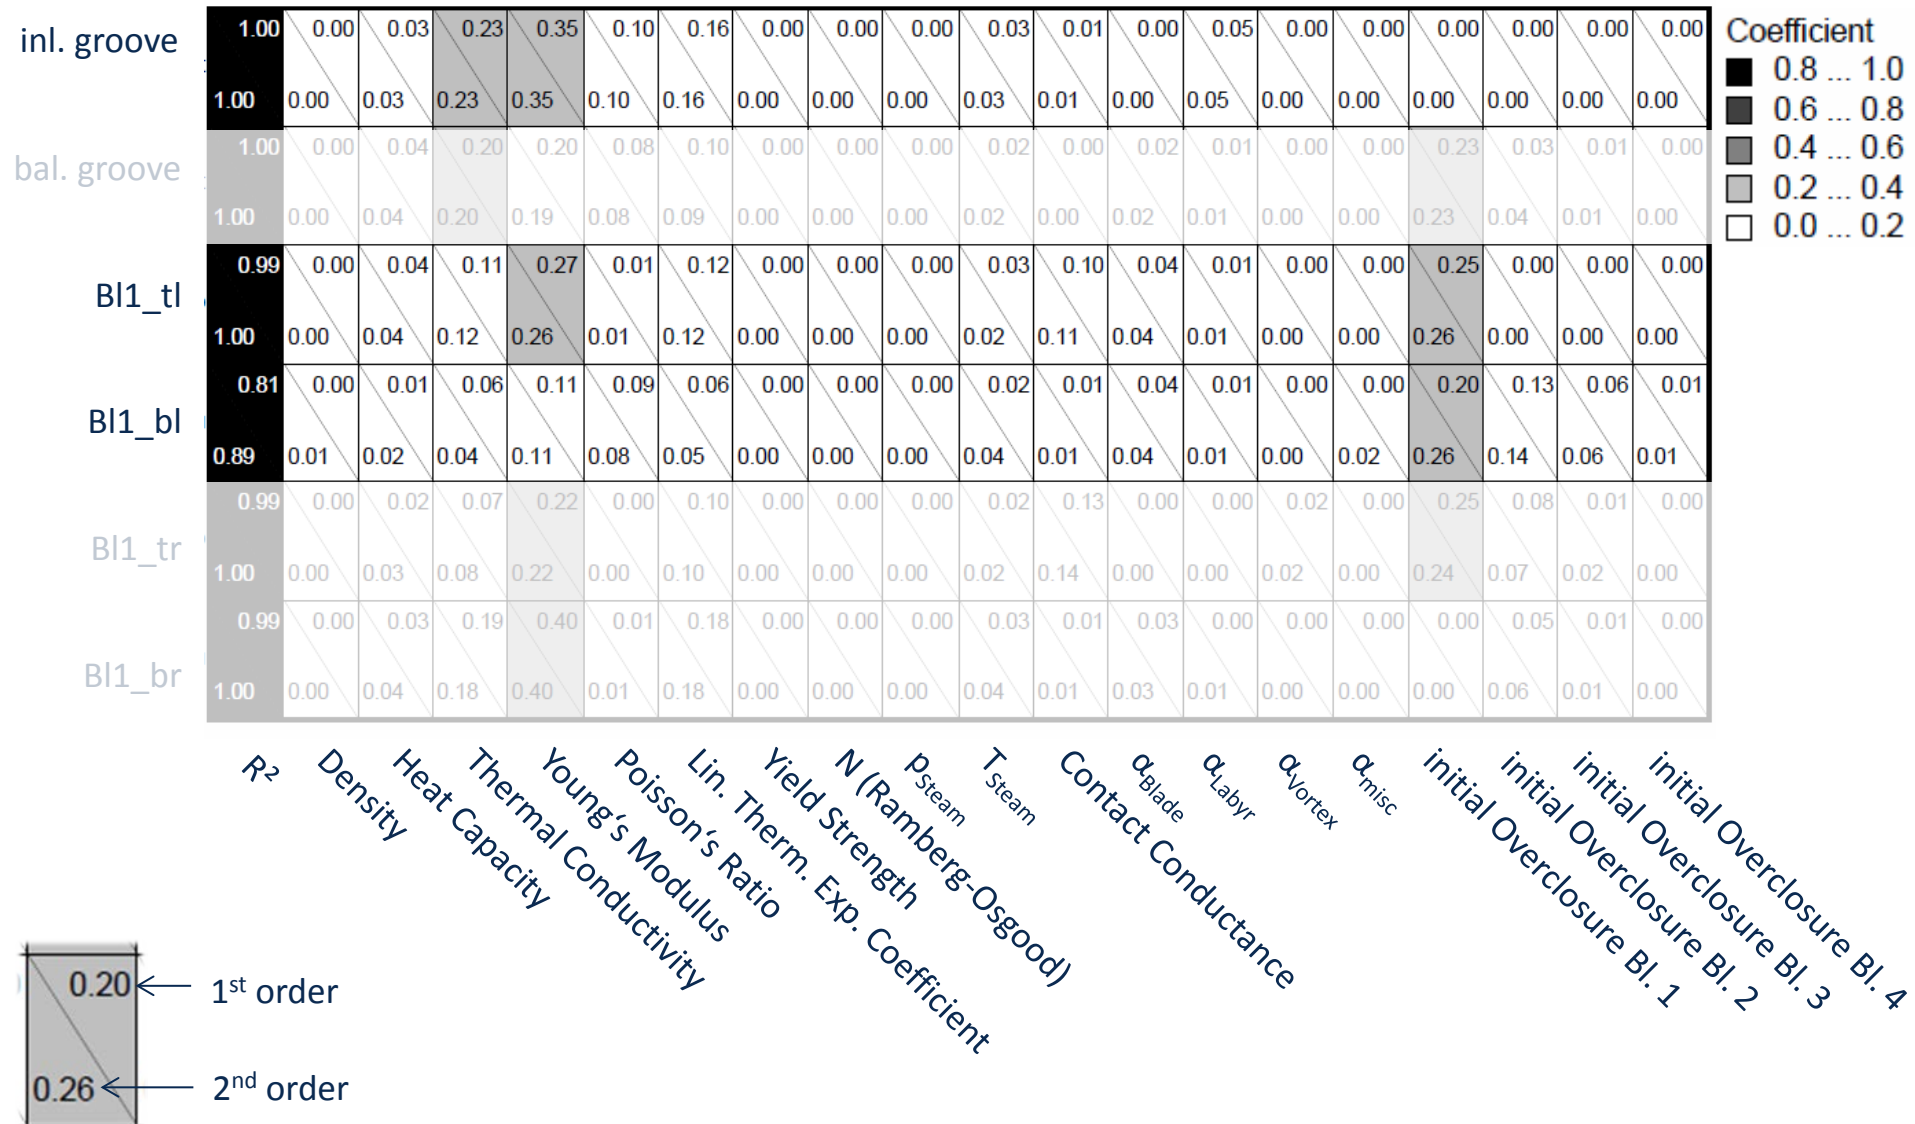 inl. groove 1.00 0.00 0.03 0.23 0.35 0.10 0.16 0.00 0.00 0.00 0.03 0.01 0.00 0.05 0.00 0.00 0.00 0.00 0.00 0.00
1.00 0.00 0.03 0.23 0.35 0.10 0.16 0.00 0.00 0.00 0.03 0.01 0.00 0.05 0.00 0.00 0.00 0.00 0.00 0.00
bal. groove 1.00 0.00 0.04 0.20 0.20 0.08 0.10 0.00 0.00 0.00 0.02 0.00 0.02 0.01 0.00 0.00 0.23 0.03 0.01 0.00
1.00 0.00 0.04 0.20 0.19 0.08 0.09 0.00 0.00 0.00 0.02 0.00 0.02 0.01 0.00 0.00 0.23 0.04 0.01 0.00
Bl1_tl 0.99 0.00 0.04 0.11 0.27 0.01 0.12 0.00 0.00 0.00 0.03 0.10 0.04 0.01 0.00 0.00 0.25 0.00 0.00 0.00
1.00 0.00 0.04 0.12 0.26 0.01 0.12 0.00 0.00 0.00 0.02 0.11 0.04 0.01 0.00 0.00 0.26 0.00 0.00 0.00
Bl1_bl 0.81 0.00 0.01 0.06 0.11 0.09 0.06 0.00 0.00 0.00 0.02 0.01 0.04 0.01 0.00 0.00 0.20 0.13 0.06 0.01
0.89 0.01 0.02 0.04 0.11 0.08 0.05 0.00 0.00 0.00 0.04 0.01 0.04 0.01 0.00 0.02 0.26 0.14 0.06 0.01
Bl1_tr 0.99 0.00 0.02 0.07 0.22 0.00 0.10 0.00 0.00 0.00 0.02 0.13 0.00 0.00 0.02 0.00 0.25 0.08 0.01 0.00
1.00 0.00 0.03 0.08 0.22 0.00 0.10 0.00 0.00 0.00 0.02 0.14 0.00 0.00 0.02 0.00 0.24 0.07 0.02 0.00
Bl1_br 0.99 0.00 0.03 0.19 0.40 0.01 0.18 0.00 0.00 0.00 0.03 0.01 0.03 0.00 0.00 0.00 0.00 0.05 0.01 0.00
1.00 0.00 0.04 0.18 0.40 0.01 0.18 0.00 0.00 0.00 0.04 0.01 0.03 0.01 0.00 0.00 0.00 0.06 0.01 0.00
Coefficient
0.8 ... 1.0
0.6 ... 0.8
0.4 ... 0.6
0.2 ... 0.4
0.0 ... 0.2
R²
Density
Heat Capacity
Thermal Conductivity
Young‘s Modulus
Poisson‘s Ratio
Lin. Therm. Exp. Coefficient
Yield Strength
N (Ramberg-Osgood)
pSteam
TSteam
Contact Conductance
αBlade
αLabyr
αVortex
αmisc
initial Overclosure Bl. 1
initial Overclosure Bl. 2
initial Overclosure Bl. 3
initial Overclosure Bl. 4
0.20 1st order
0.26 2nd order